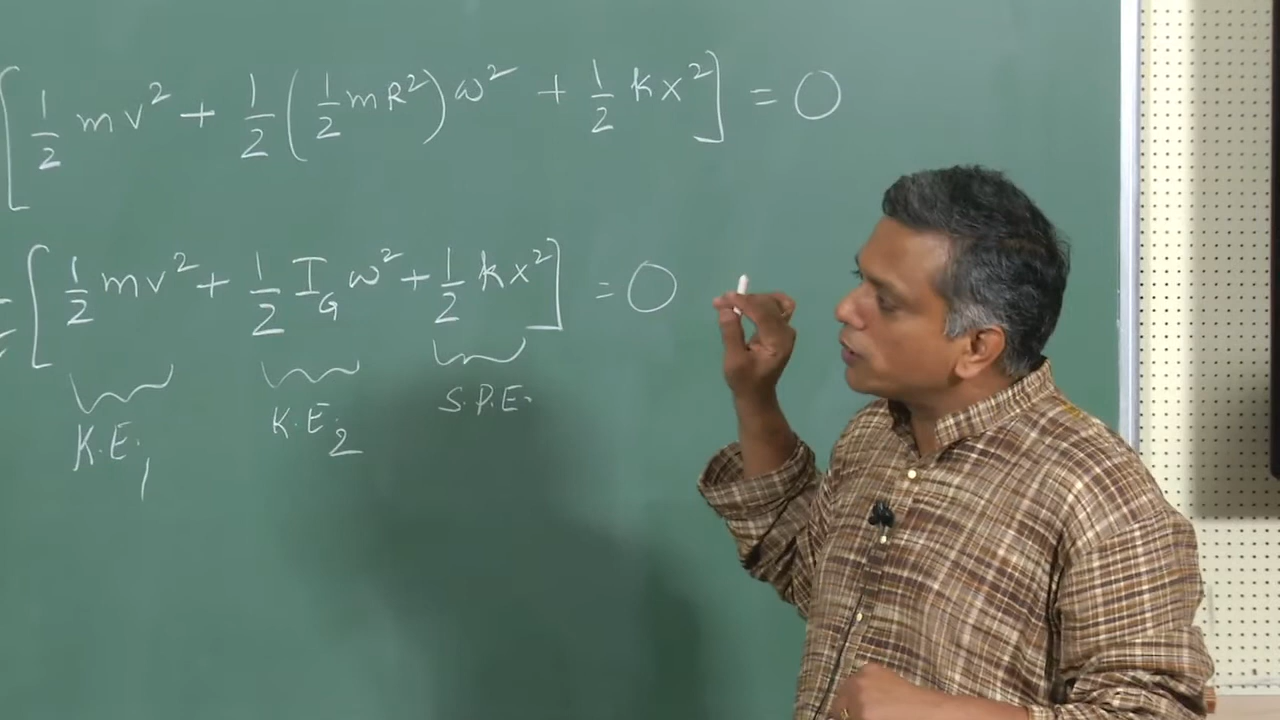 [ 1/2 mv² + 1/2 (1/2 mR²) ω² + 1/2 kx² ] = 0
[ 1/2 mv² + 1/2 I_G ω² + 1/2 kx² ] = 0
K.E.₁ K.E.₂ S.P.E.